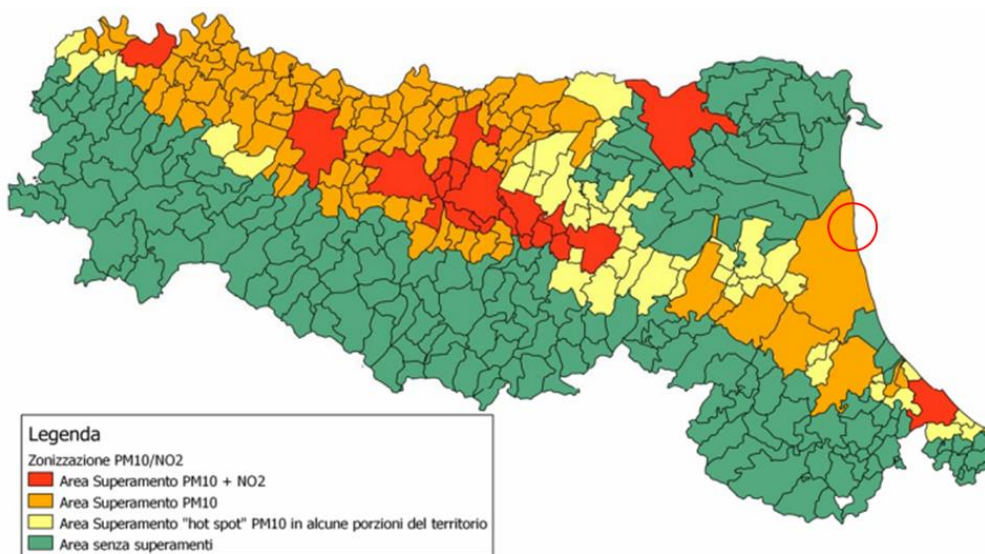 Legenda
Zonizzazione PM10/NO2
Area Superamento PM10 + NO2
Area Superamento PM10
Area Superamento "hot spot" PM10 in alcune porzioni del territorio
Area senza superamenti